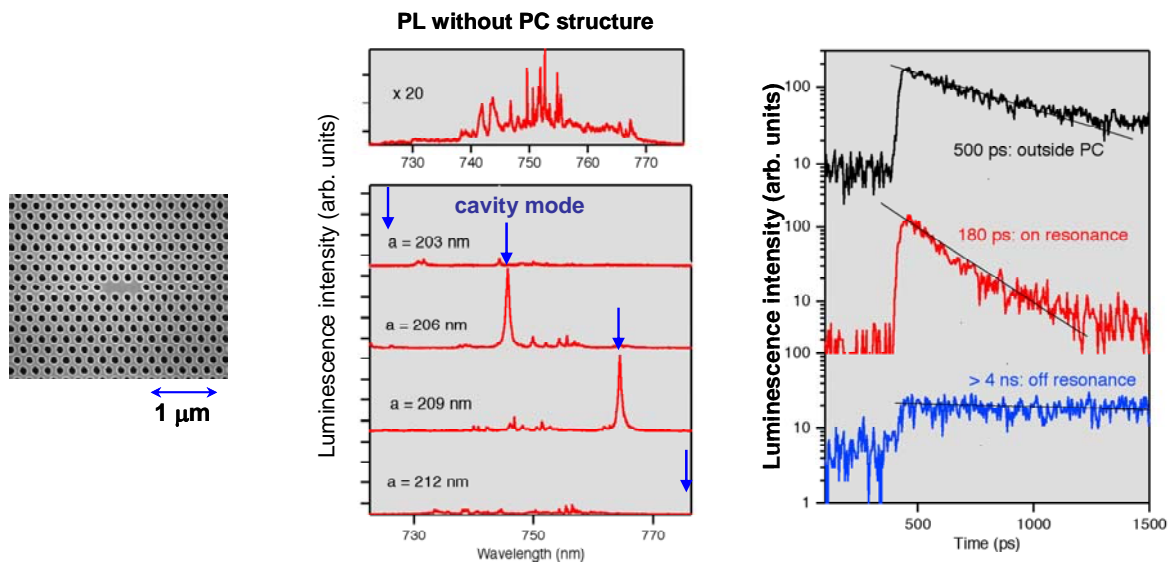 PL without PC structure
x 20
730 740 750 760 770
Luminescence intensity (arb. units)
cavity mode
a = 203 nm
a = 206 nm
a = 209 nm
a = 212 nm
730 750 770
Wavelength (nm)
1 μm
Luminescence intensity (arb. units)
100
10
500 ps: outside PC
100
180 ps: on resonance
10
100
> 4 ns: off resonance
10
1
500 1000 1500
Time (ps)